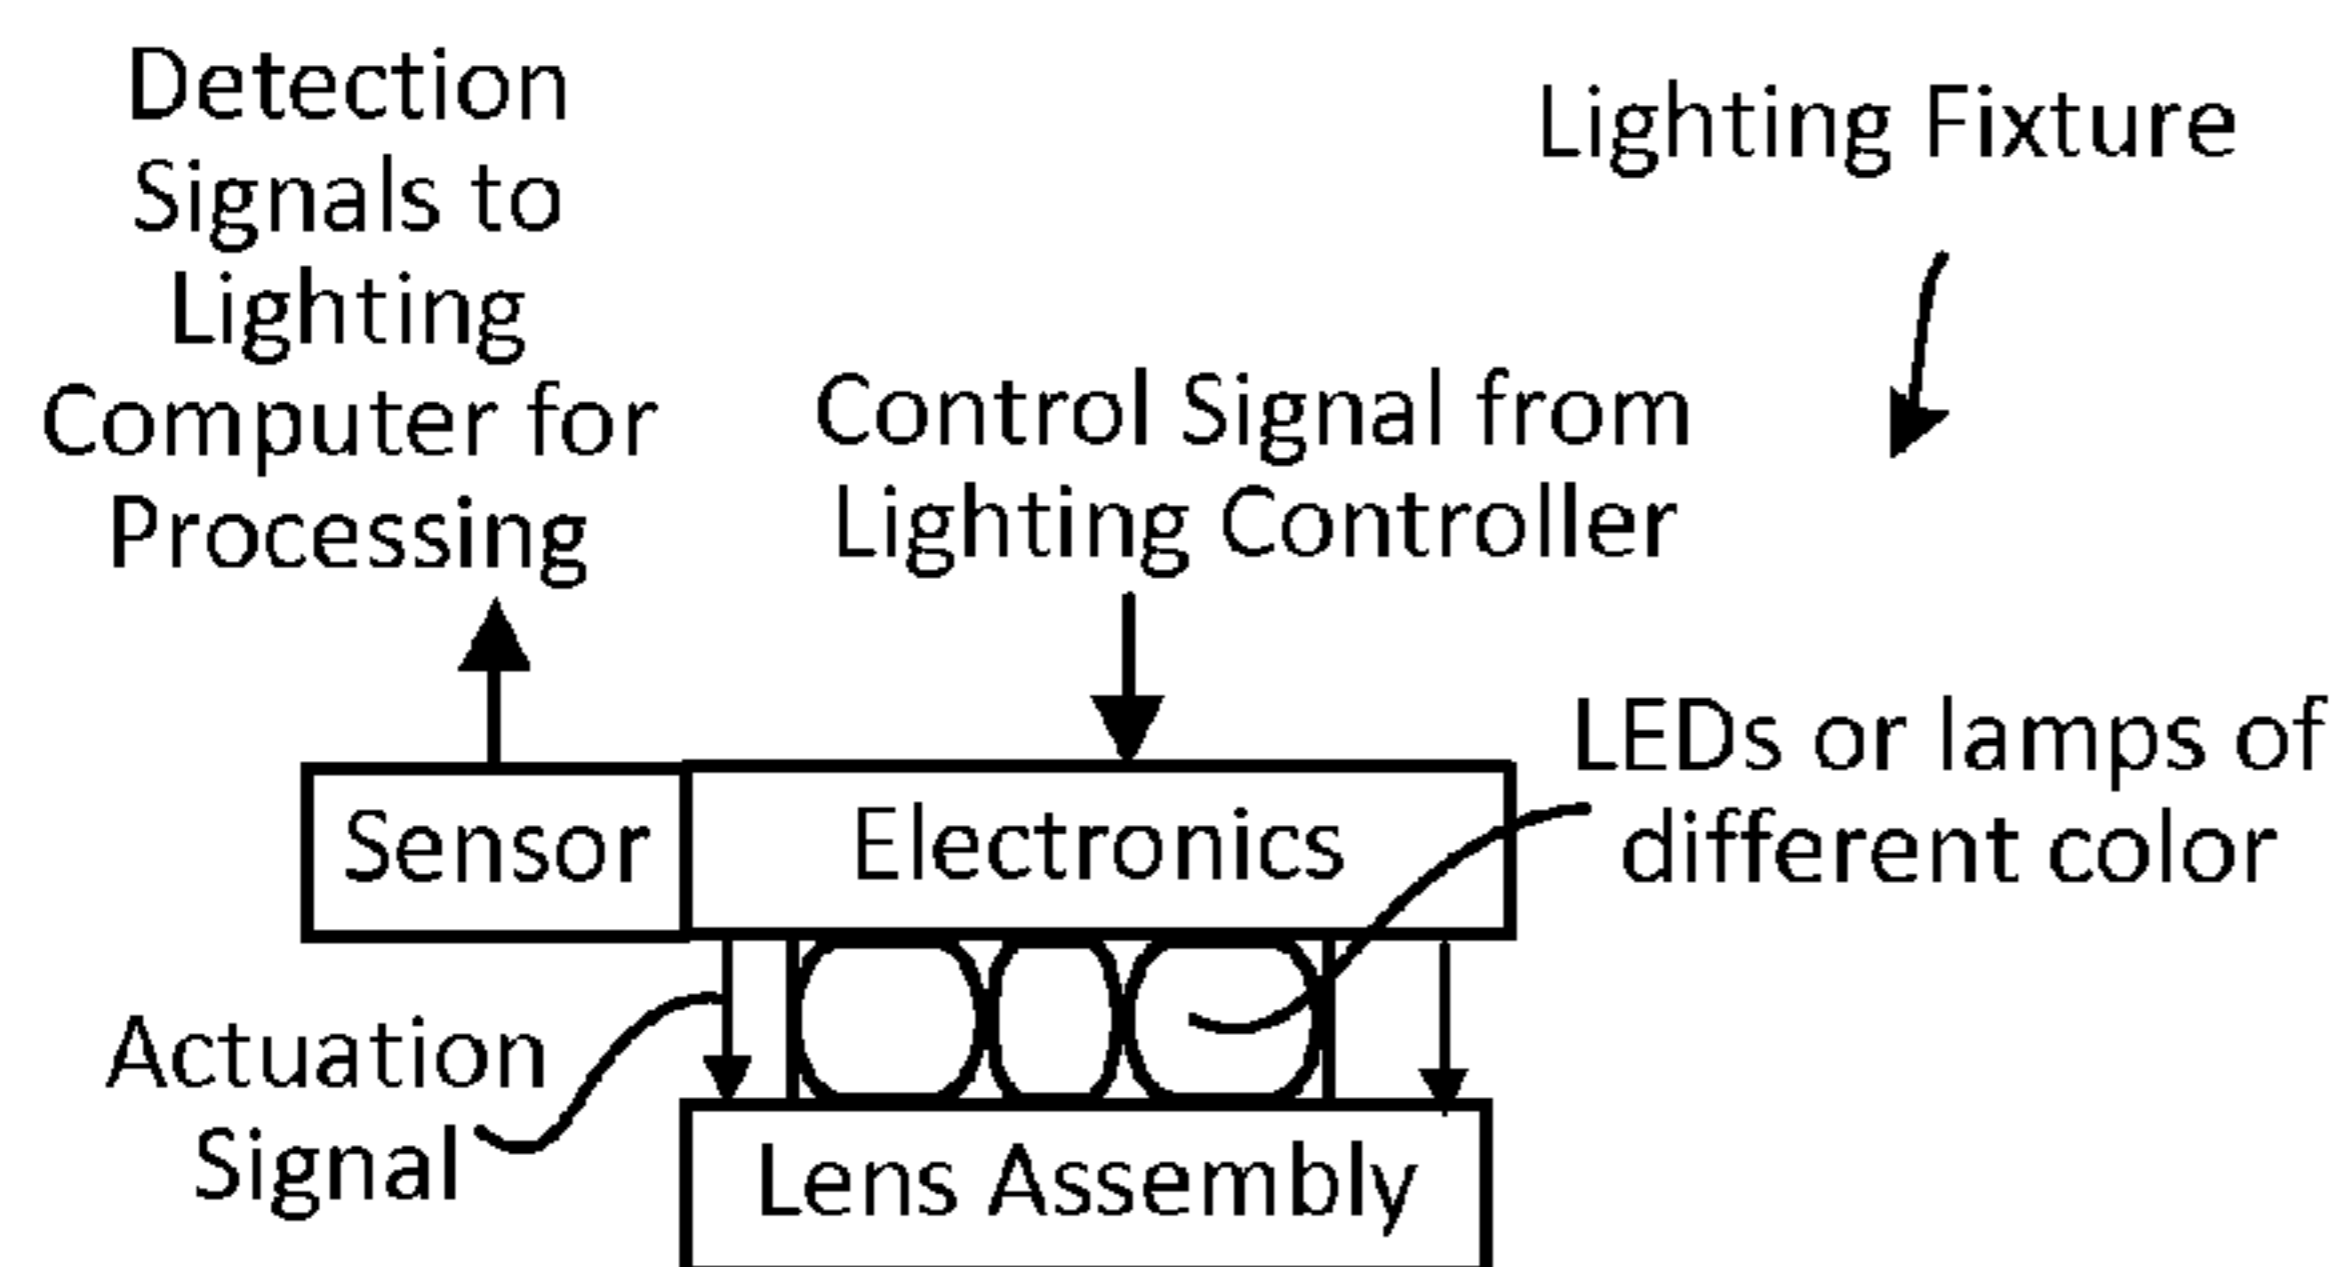 Detection
Signals to
Lighting
Computer for
Processing
Lighting Fixture
Control Signal from
Lighting Controller
LEDs or lamps of
different color
Sensor
Electronics
Actuation
Signal
Lens Assembly